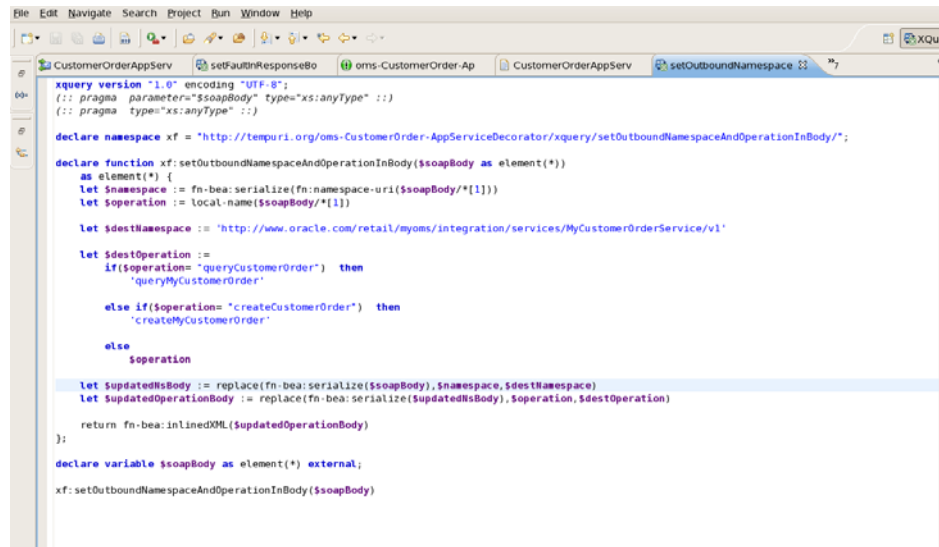 File Edit Navigate Search Project Run Window Help
XQu
CustomerOrderAppServ setFaultInResponseBo oms-CustomerOrder-Ap CustomerOrderAppServ setOutboundNamespace »7
xquery version "1.0" encoding "UTF-8";
(:: pragma parameter="$soapBody" type="xs:anyType" ::)
(:: pragma type="xs:anyType" ::)
declare namespace xf = "http://tempuri.org/oms-CustomerOrder-AppServiceDecorator/xquery/setOutboundNamespaceAndOperationInBody/";
declare function xf:setOutboundNamespaceAndOperationInBody($soapBody as element(*))
as element(*) {
let $namespace := fn-bea:serialize(fn:namespace-uri($soapBody/*[1]))
let $operation := local-name($soapBody/*[1])
let $destNamespace := 'http://www.oracle.com/retail/myoms/integration/services/MyCustomerOrderService/v1'
let $destOperation :=
if($operation= "queryCustomerOrder") then
'queryMyCustomerOrder'
else if($operation= "createCustomerOrder") then
'createMyCustomerOrder'
else
$operation
let $updatedNsBody := replace(fn-bea:serialize($soapBody),$namespace,$destNamespace)
let $updatedOperationBody := replace(fn-bea:serialize($updatedNsBody),$operation,$destOperation)
return fn-bea:inlinedXML($updatedOperationBody)
};
declare variable $soapBody as element(*) external;
xf:setOutboundNamespaceAndOperationInBody($soapBody)